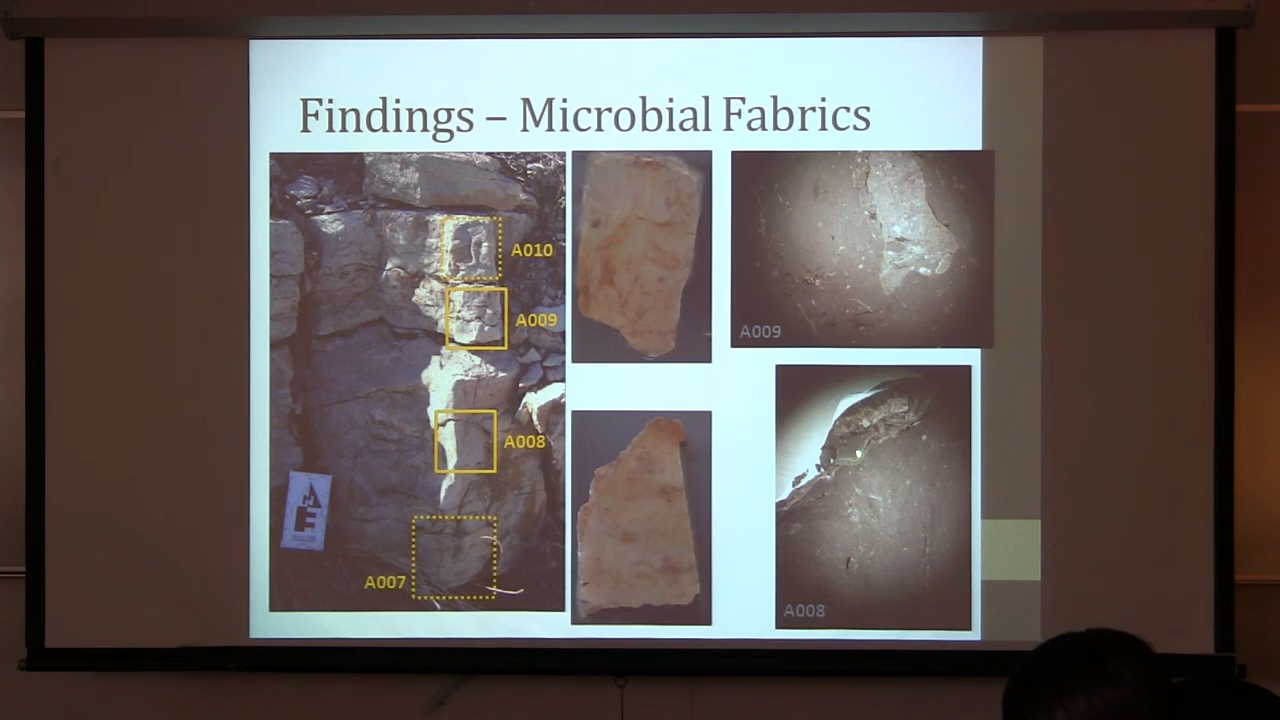 Findings – Microbial Fabrics
A010
A009
A008
A007
A009
A008